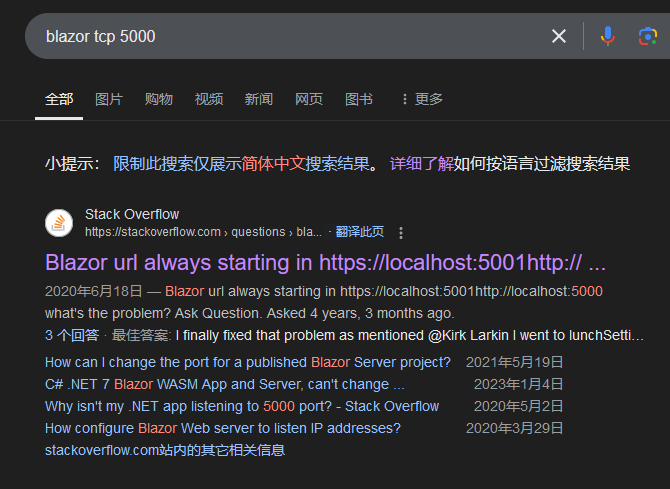 blazor tcp 5000
全部 图片 购物 视频 新闻 网页 图书 更多
小提示： 限制此搜索仅展示简体中文搜索结果。 详细了解如何按语言过滤搜索结果
Stack Overflow
https://stackoverflow.com › questions › bla... · 翻译此页
Blazor url always starting in https://localhost:5001http:// ...
2020年6月18日 — Blazor url always starting in https://localhost:5001http://localhost:5000
what's the problem? Ask Question. Asked 4 years, 3 months ago.
3 个回答 · 最佳答案: I finally fixed that problem as mentioned @Kirk Larkin I went to lunchSetti…
How can I change the port for a published Blazor Server project? 2021年5月19日
C# .NET 7 Blazor WASM App and Server, can't change ... 2023年1月4日
Why isn't my .NET app listening to 5000 port? - Stack Overflow 2020年5月2日
How configure Blazor Web server to listen IP addresses? 2020年3月29日
stackoverflow.com站内的其它相关信息